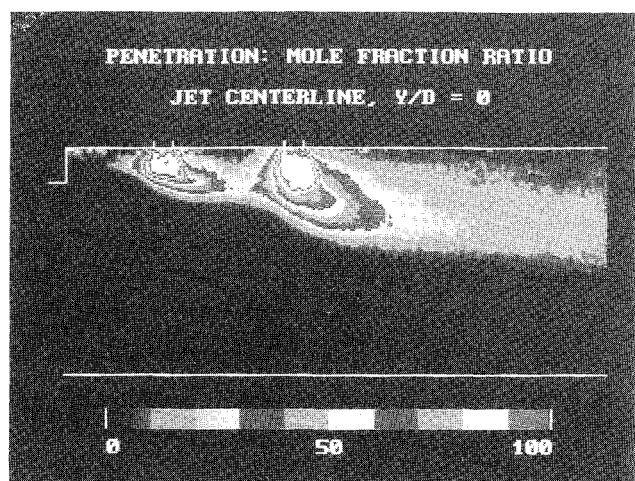 PENETRATION: MOLE FRACTION RATIO
JET CENTERLINE, Y/D = 0
0 50 100